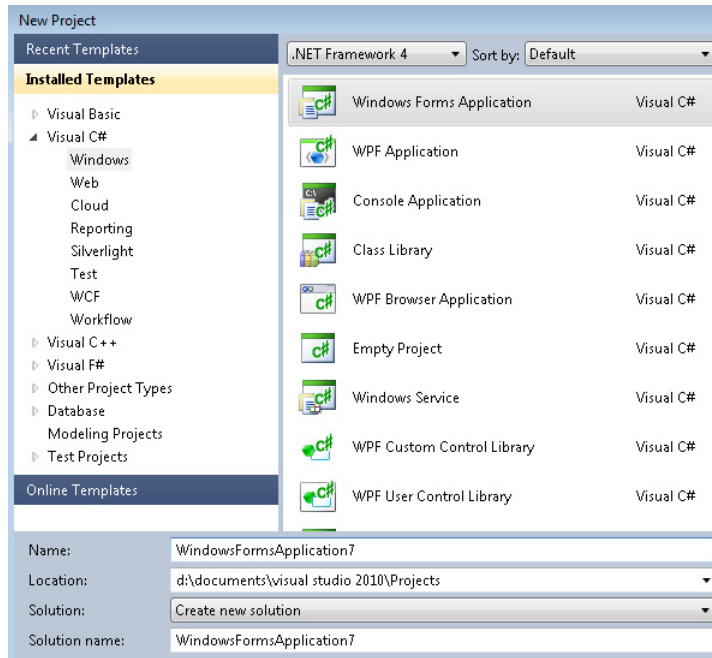 New Project
Recent Templates
Installed Templates
Visual Basic
Visual C#
Windows
Web
Cloud
Reporting
Silverlight
Test
WCF
Workflow
Visual C++
Visual F#
Other Project Types
Database
Modeling Projects
Test Projects
Online Templates
.NET Framework 4 Sort by: Default
Windows Forms Application Visual C#
WPF Application Visual C#
Console Application Visual C#
Class Library Visual C#
WPF Browser Application Visual C#
Empty Project Visual C#
Windows Service Visual C#
WPF Custom Control Library Visual C#
WPF User Control Library Visual C#
Name: WindowsFormsApplication7
Location: d:\documents\visual studio 2010\Projects
Solution: Create new solution
Solution name: WindowsFormsApplication7